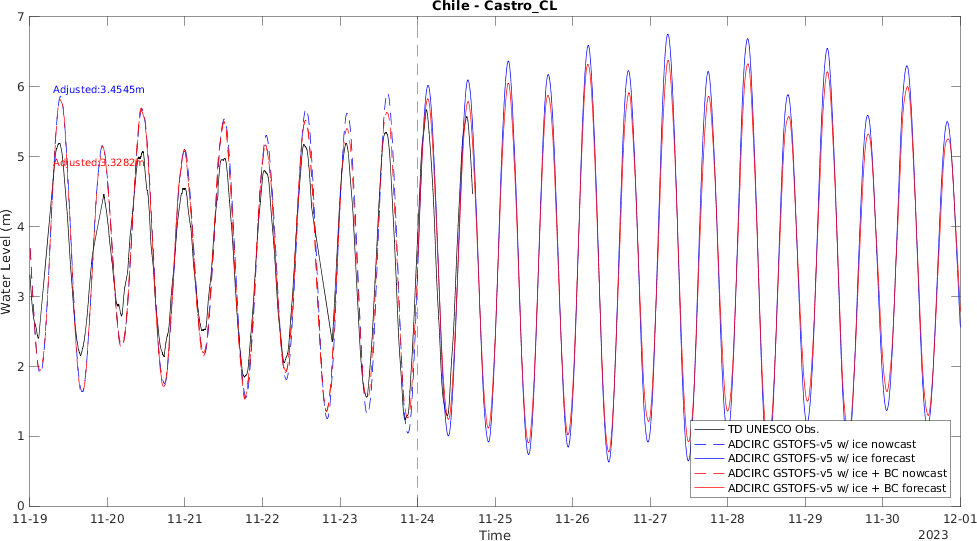 Chile - Castro_CL
7
6
5
4
3
2
1
0
Water Level (m)
Adjusted:3.4545m
Adjusted:3.3282m
TD UNESCO Obs.
ADCIRC GSTOFS-v5 w/ ice nowcast
ADCIRC GSTOFS-v5 w/ ice forecast
ADCIRC GSTOFS-v5 w/ ice + BC nowcast
ADCIRC GSTOFS-v5 w/ ice + BC forecast
11-19 11-20 11-21 11-22 11-23 11-24 11-25 11-26 11-27 11-28 11-29 11-30 12-01
Time
2023